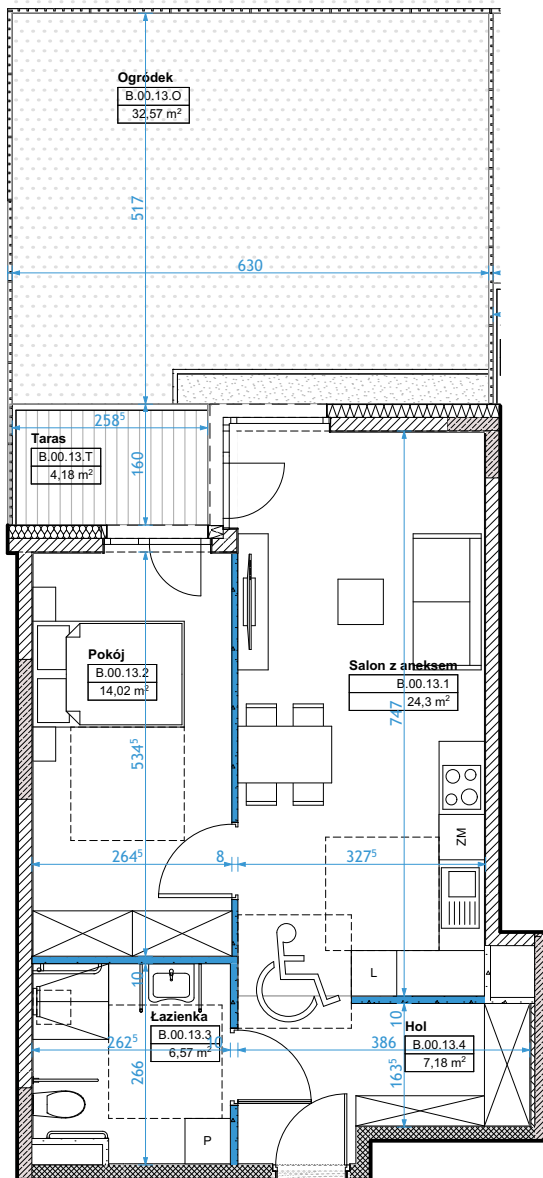 Ogródek
B.00.13.O
32,57 m²
517
630
258⁵
Taras
B.00.13.T
4,18 m²
160
Pokój
B.00.13.2
14,02 m²
Salon z aneksem
B.00.13.1
24,3 m²
747
534⁵
ZM
264⁵
8
327⁵
L
10
Łazienka
B.00.13.3
6,57 m²
262⁵
10
266
10
386
Hol
B.00.13.4
7,18 m²
163⁵
P